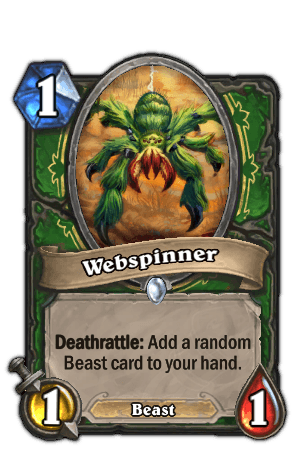 1
Webspinner
Deathrattle: Add a random
Beast card to your hand.
1
Beast
1